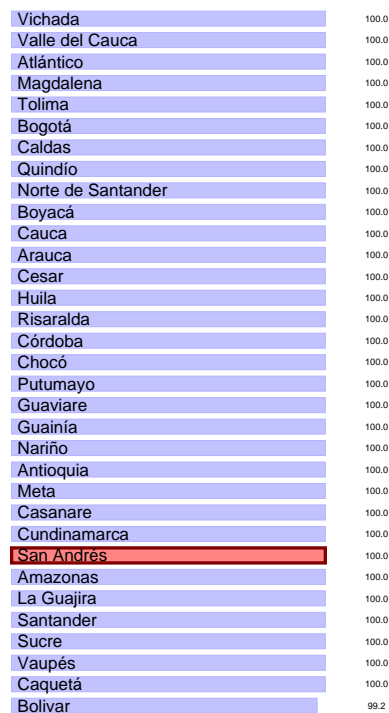 Vichada 100.0
Valle del Cauca 100.0
Atlántico 100.0
Magdalena 100.0
Tolima 100.0
Bogotá 100.0
Caldas 100.0
Quindío 100.0
Norte de Santander 100.0
Boyacá 100.0
Cauca 100.0
Arauca 100.0
Cesar 100.0
Huila 100.0
Risaralda 100.0
Córdoba 100.0
Chocó 100.0
Putumayo 100.0
Guaviare 100.0
Guainía 100.0
Nariño 100.0
Antioquia 100.0
Meta 100.0
Casanare 100.0
Cundinamarca 100.0
San Andrés 100.0
Amazonas 100.0
La Guajira 100.0
Santander 100.0
Sucre 100.0
Vaupés 100.0
Caquetá 100.0
Bolivar 99.2